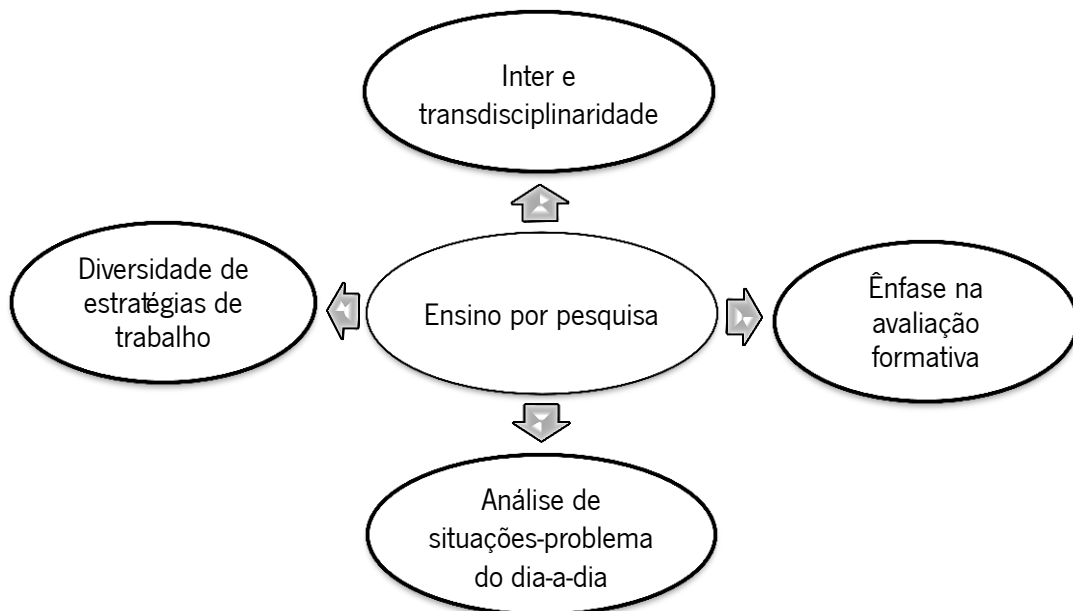 Inter e
transdisciplinaridade
Diversidade de
estratégias de
trabalho
Ensino por pesquisa
Ênfase na
avaliação
formativa
Análise de
situações-problema
do dia-a-dia